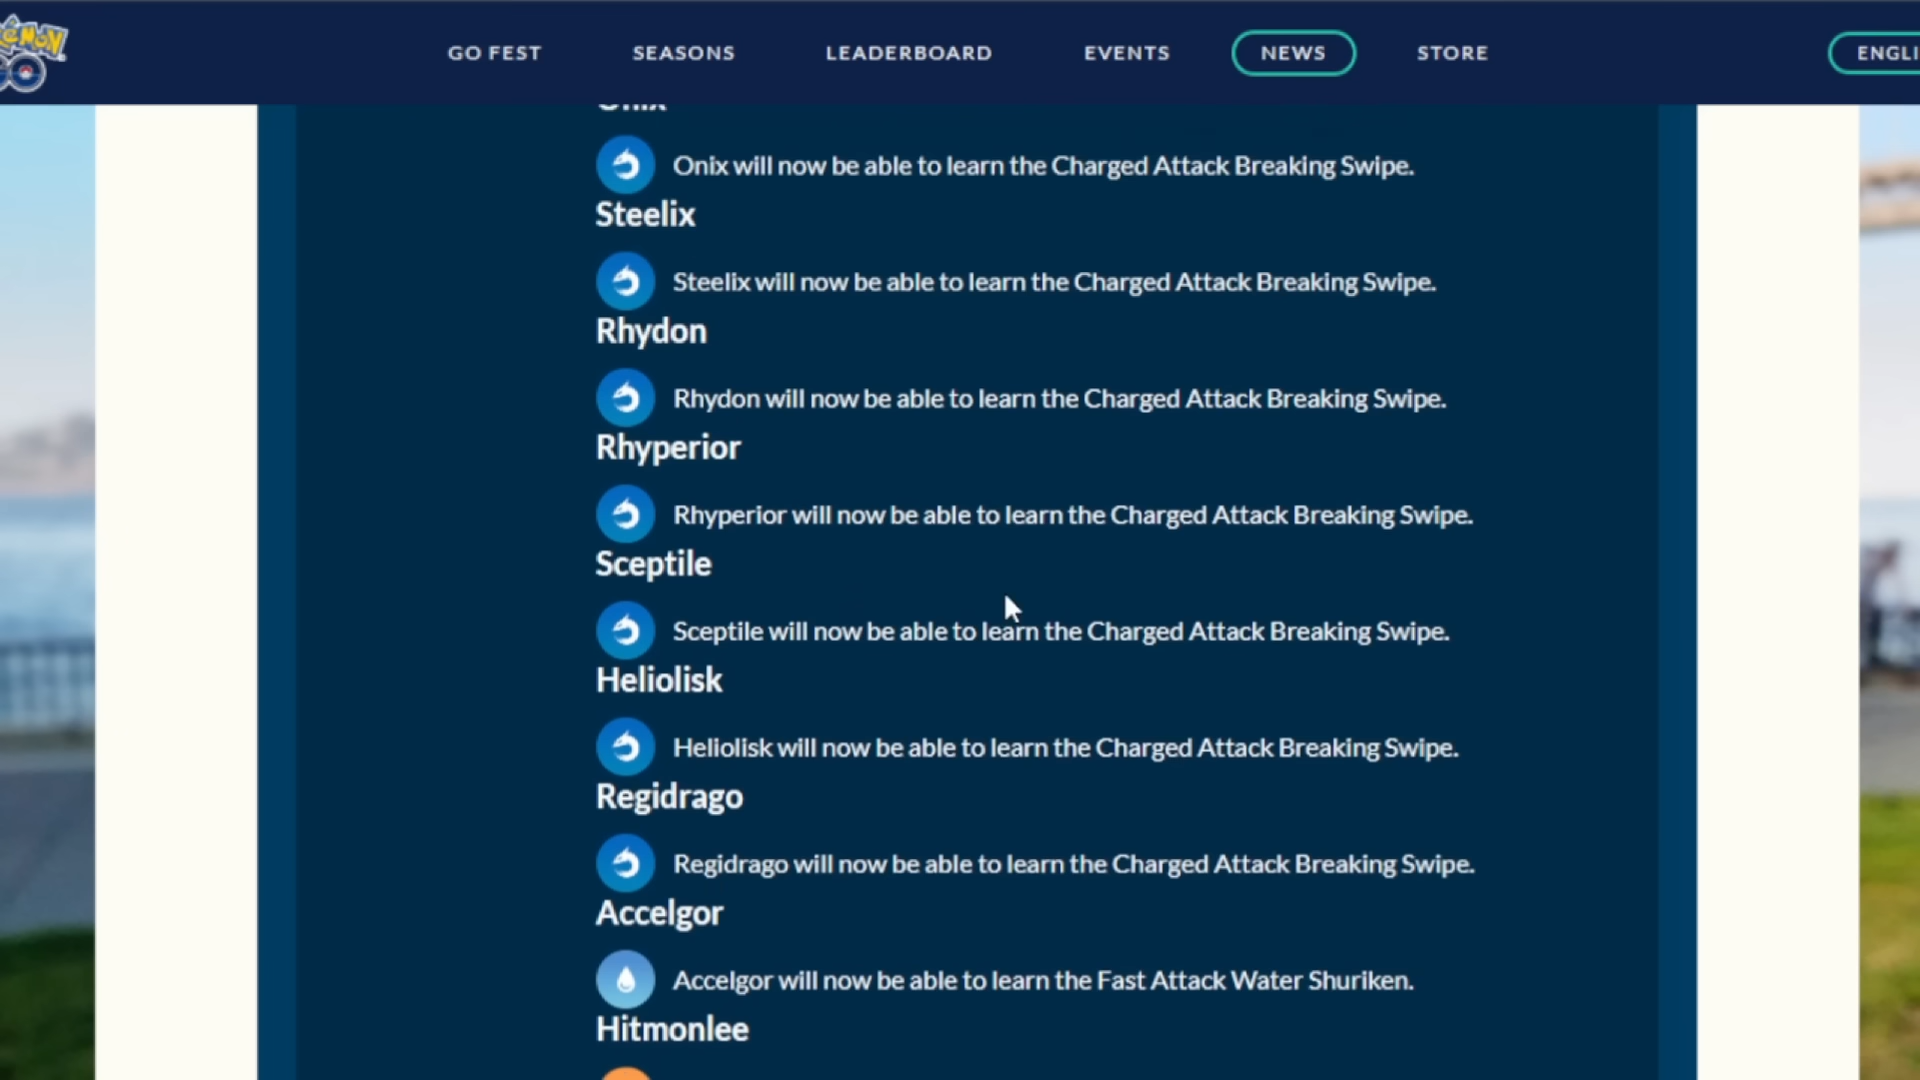 GO FEST
SEASONS
LEADERBOARD
EVENTS
NEWS
STORE
Onix
Onix will now be able to learn the Charged Attack Breaking Swipe.
Steelix
Steelix will now be able to learn the Charged Attack Breaking Swipe.
Rhydon
Rhydon will now be able to learn the Charged Attack Breaking Swipe.
Rhyperior
Rhyperior will now be able to learn the Charged Attack Breaking Swipe.
Sceptile
Sceptile will now be able to learn the Charged Attack Breaking Swipe.
Heliolisk
Heliolisk will now be able to learn the Charged Attack Breaking Swipe.
Regidrago
Regidrago will now be able to learn the Charged Attack Breaking Swipe.
Accelgor
Accelgor will now be able to learn the Fast Attack Water Shuriken.
Hitmonlee